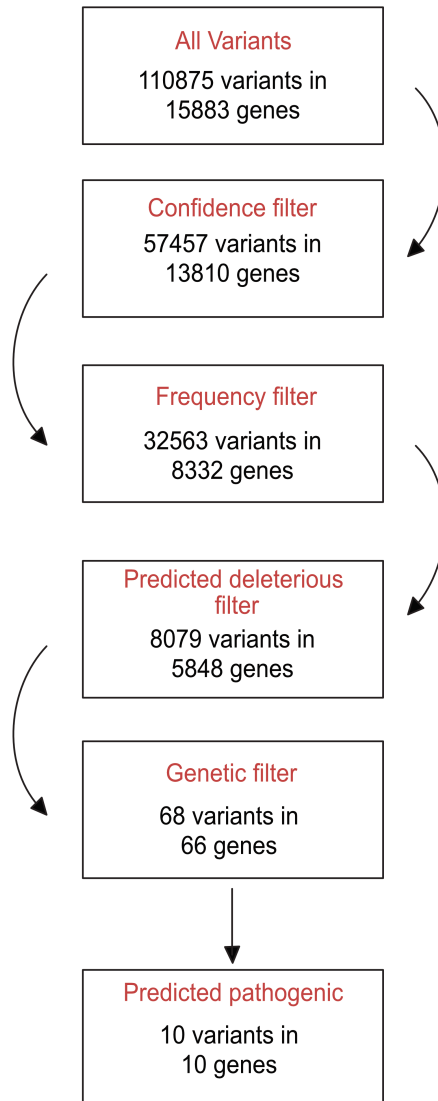 All Variants
110875 variants in
15883 genes
Confidence filter
57457 variants in
13810 genes
Frequency filter
32563 variants in
8332 genes
Predicted deleterious
filter
8079 variants in
5848 genes
Genetic filter
68 variants in
66 genes
Predicted pathogenic
10 variants in
10 genes